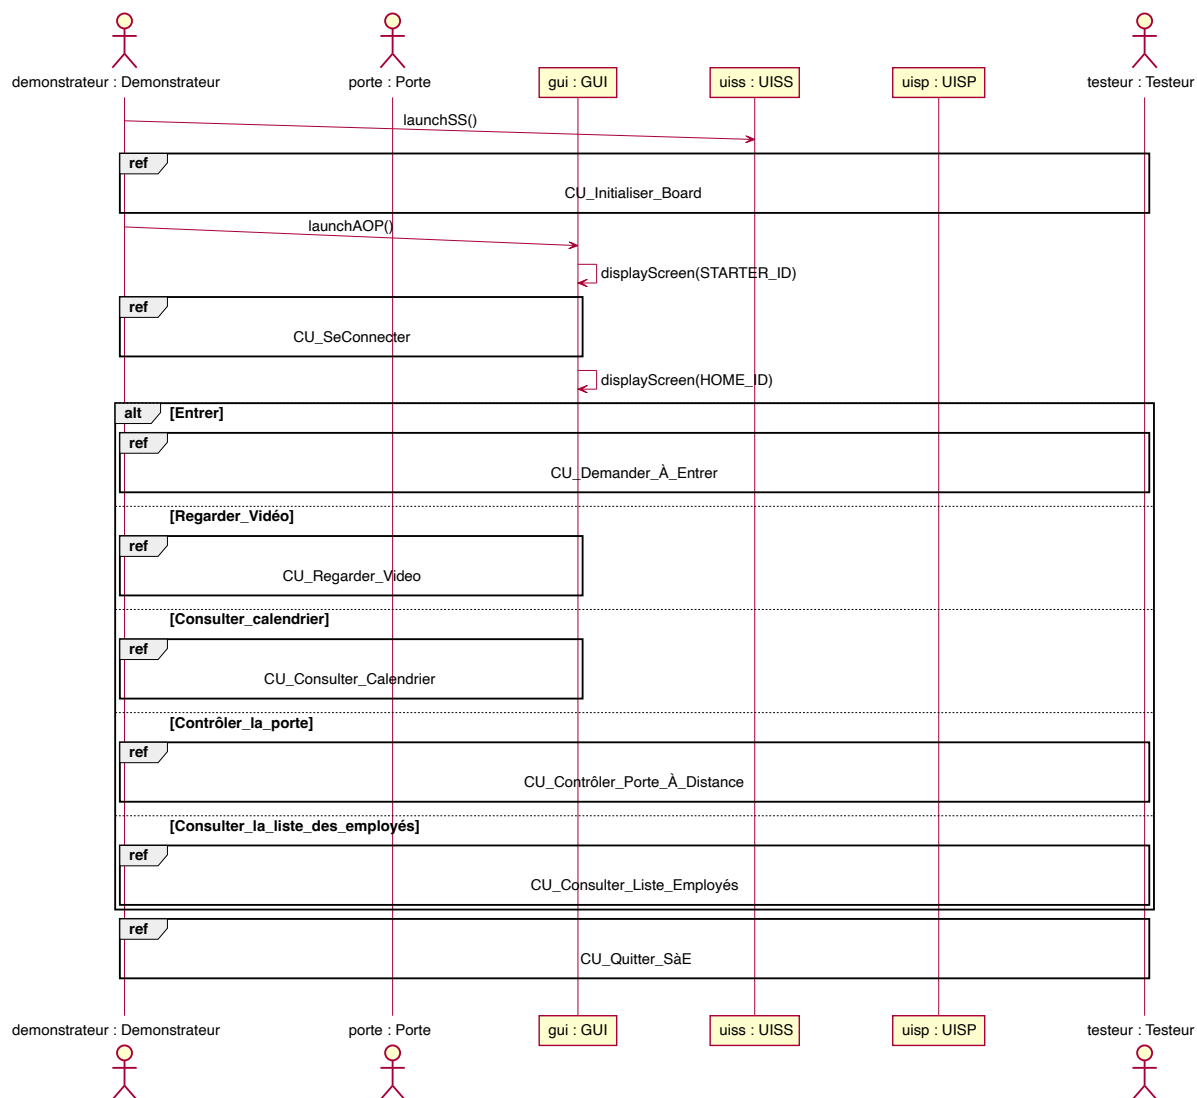 demonstrateur : Demonstrateur
porte : Porte
gui : GUI
uiss : UISS
uisp : UISP
testeur : Testeur
launchSS()
ref
CU_Initialiser_Board
launchAOP()
displayScreen(STARTER_ID)
ref
CU_SeConnecter
displayScreen(HOME_ID)
alt [Entrer]
ref
CU_Demander_À_Entrer
[Regarder_Vidéo]
ref
CU_Regarder_Video
[Consulter_calendrier]
ref
CU_Consulter_Calendrier
[Contrôler_la_porte]
ref
CU_Contrôler_Porte_À_Distance
[Consulter_la_liste_des_employés]
ref
CU_Consulter_Liste_Employés
ref
CU_Quitter_SàE
demonstrateur : Demonstrateur
porte : Porte
gui : GUI
uiss : UISS
uisp : UISP
testeur : Testeur